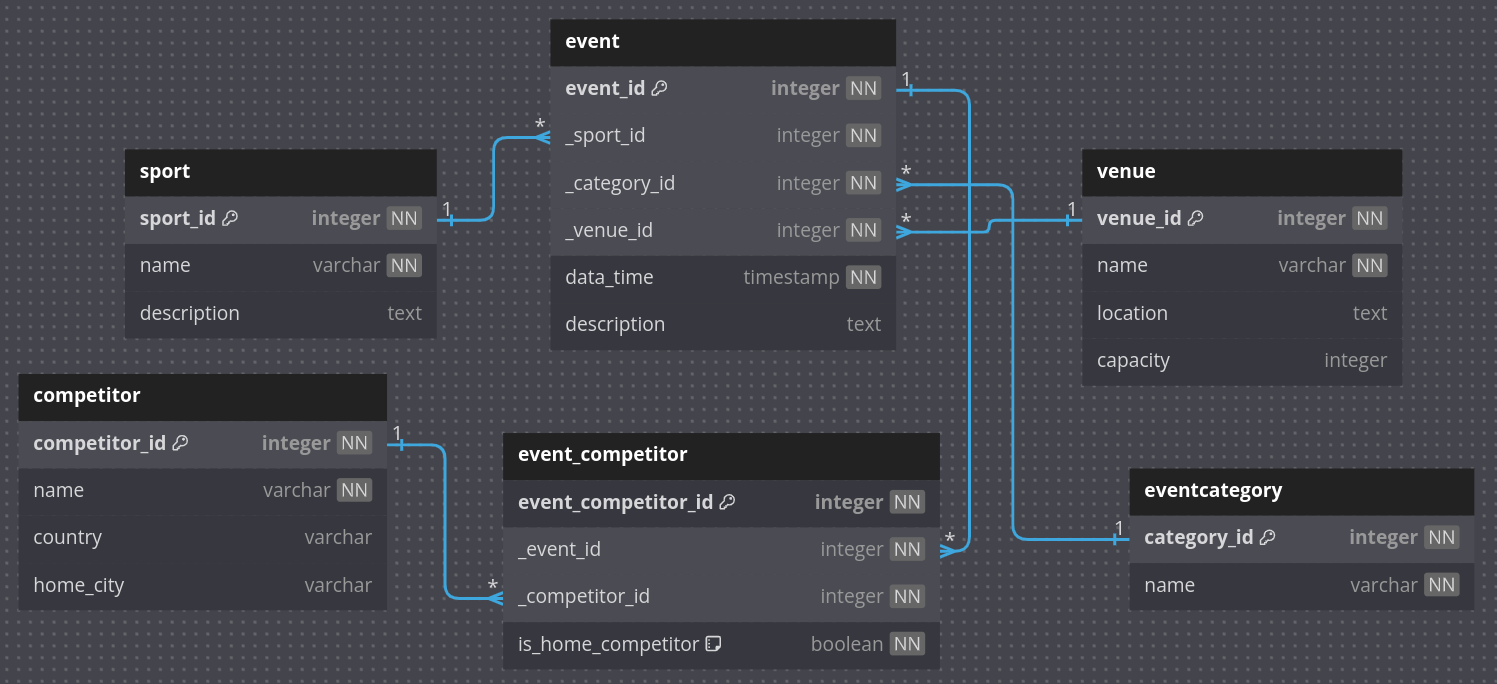 event
event_id integer NN
_sport_id integer NN
_category_id integer NN
_venue_id integer NN
data_time timestamp NN
description text
sport
sport_id integer NN
name varchar NN
description text
venue
venue_id integer NN
name varchar NN
location text
capacity integer
competitor
competitor_id integer NN
name varchar NN
country varchar
home_city varchar
event_competitor
event_competitor_id integer NN
_event_id integer NN
_competitor_id integer NN
is_home_competitor boolean NN
eventcategory
category_id integer NN
name varchar NN
1
*
1
*
*
1
1
*
*
1